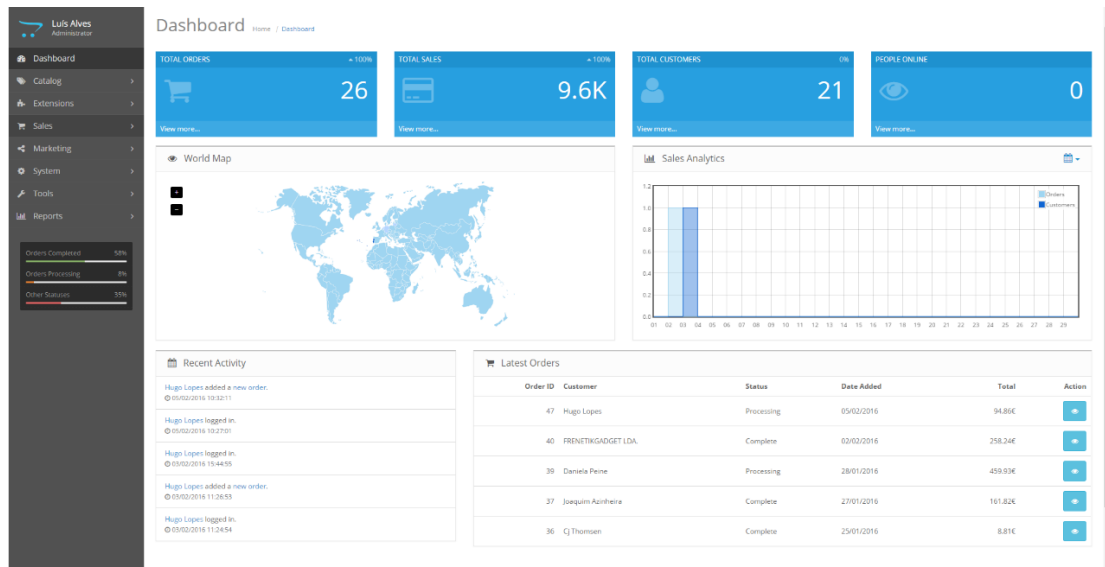 Luís Alves
Administrator
Dashboard
Catalog
Extensions
Sales
Marketing
System
Tools
Reports
Orders Completed 58%
Orders Processing 8%
Other Statuses 35%
Dashboard Home / Dashboard
TOTAL ORDERS 100%
26
View more...
TOTAL SALES 100%
9.6K
View more...
TOTAL CUSTOMERS 0%
21
View more...
PEOPLE ONLINE
0
View more...
World Map
+
-
Sales Analytics
Orders
Customers
1.2
1.0
0.8
0.6
0.4
0.2
0.0
01 02 03 04 05 06 07 08 09 10 11 12 13 14 15 16 17 18 19 20 21 22 23 24 25 26 27 28 29
Recent Activity
Hugo Lopes added a new order.
05/02/2016 10:32:11
Hugo Lopes logged in.
05/02/2016 10:27:01
Hugo Lopes logged in.
03/02/2016 15:44:55
Hugo Lopes added a new order.
03/02/2016 11:26:53
Hugo Lopes logged in.
03/02/2016 11:24:54
Latest Orders
Order ID Customer Status Date Added Total Action
47 Hugo Lopes Processing 05/02/2016 94.86€
40 FRENETIKGADGET LDA. Complete 02/02/2016 258.24€
39 Daniela Peine Processing 28/01/2016 459.93€
37 Joaquim Azinheira Complete 27/01/2016 161.82€
36 CJ Thomsen Complete 25/01/2016 8.81€